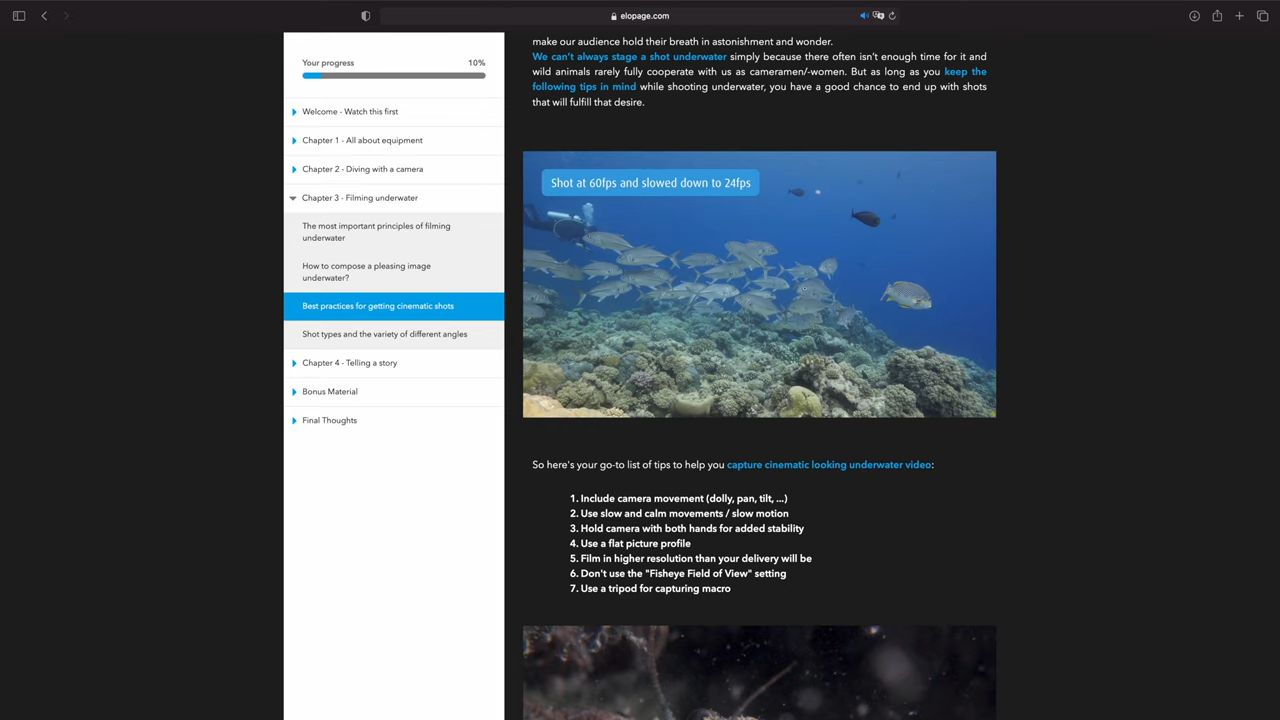 elopage.com
Your progress 10%
Welcome - Watch this first
Chapter 1 - All about equipment
Chapter 2 - Diving with a camera
Chapter 3 - Filming underwater
The most important principles of filming
underwater
How to compose a pleasing image
underwater?
Best practices for getting cinematic shots
Shot types and the variety of different angles
Chapter 4 - Telling a story
Bonus Material
Final Thoughts
make our audience hold their breath in astonishment and wonder.
We can't always stage a shot underwater simply because there often isn't enough time for it and
wild animals rarely fully cooperate with us as cameramen/-women. But as long as you keep the
following tips in mind while shooting underwater, you have a good chance to end up with shots
that will fulfill that desire.
Shot at 60fps and slowed down to 24fps
So here's your go-to list of tips to help you capture cinematic looking underwater video:
1. Include camera movement (dolly, pan, tilt, ...)
2. Use slow and calm movements / slow motion
3. Hold camera with both hands for added stability
4. Use a flat picture profile
5. Film in higher resolution than your delivery will be
6. Don't use the "Fisheye Field of View" setting
7. Use a tripod for capturing macro